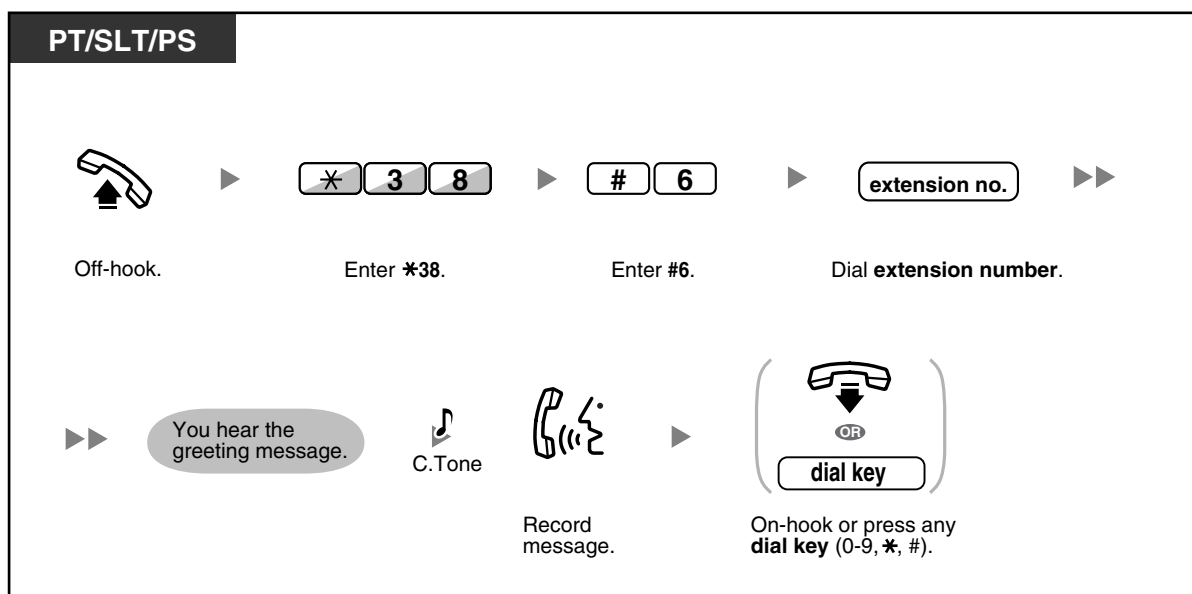 PT/SLT/PS
* 3 8
# 6
extension no.
Off-hook.
Enter *38.
Enter #6.
Dial extension number.
You hear the
greeting message.
C.Tone
OR
dial key
Record
message.
On-hook or press any
dial key (0-9, *, #).